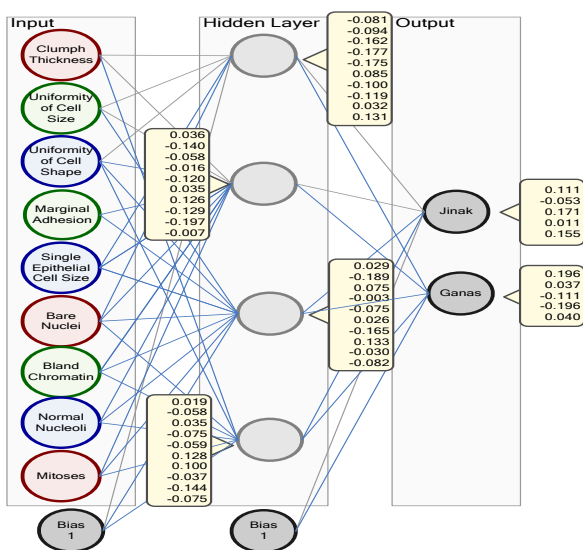 Input
Hidden Layer
Output
Clumph
Thickness
Uniformity
of Cell
Size
Uniformity
of Cell
Shape
Marginal
Adhesion
Single
Epithelial
Cell Size
Bare
Nuclei
Bland
Chromatin
Normal
Nucleoli
Mitoses
Bias
1
0.036
-0.140
-0.058
-0.016
-0.120
0.035
0.126
-0.129
-0.197
-0.007
0.019
-0.058
0.035
-0.075
-0.059
0.128
0.100
-0.037
-0.144
-0.075
Bias
1
-0.081
-0.094
-0.162
-0.177
-0.175
0.085
-0.100
-0.119
0.032
0.131
0.029
-0.189
0.075
-0.003
-0.075
0.026
-0.165
0.133
-0.030
-0.082
Jinak
Ganas
0.111
-0.053
0.171
0.011
0.155
0.196
0.037
-0.111
-0.196
0.040